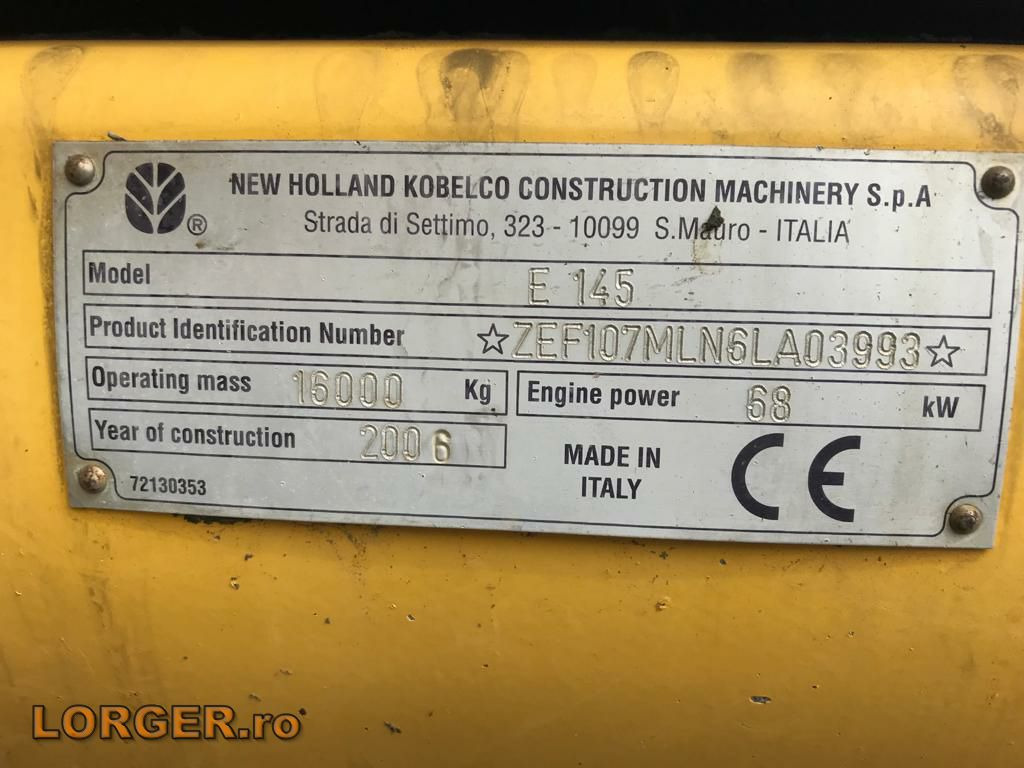 NEW HOLLAND KOBELCO CONSTRUCTION MACHINERY S.p.A
®
Strada di Settimo, 323 - 10099 S.Mauro - ITALIA
Model E 145
Product Identification Number ☆ZEF107MLN6LA03993☆
Operating mass 16000 Kg Engine power 68 kW
Year of construction 2006
MADE IN
ITALY
CE
72130353
LORGER.ro